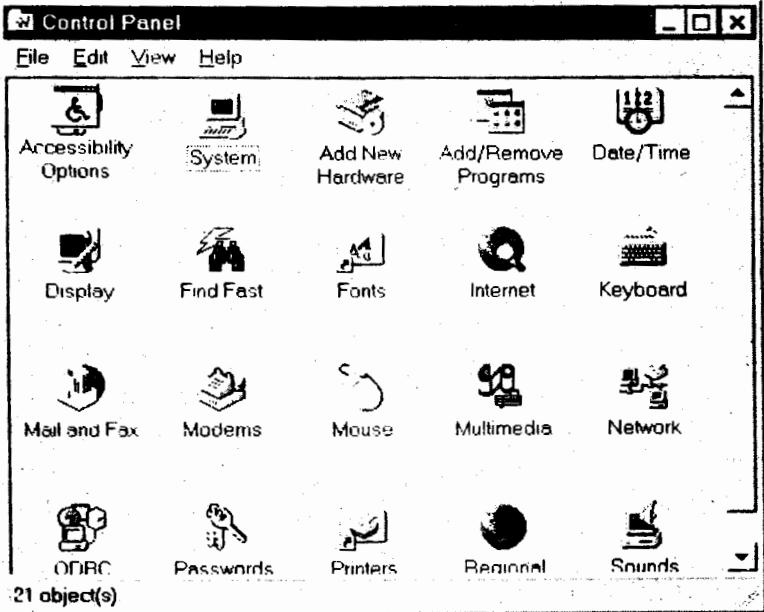 Control Panel
File Edit View Help
Accessibility Options
System
Add New Hardware
Add/Remove Programs
Date/Time
Display
Find Fast
Fonts
Internet
Keyboard
Mail and Fax
Modems
Mouse
Multimedia
Network
ODBC
Passwords
Printers
Regional
Sounds
21 object(s)